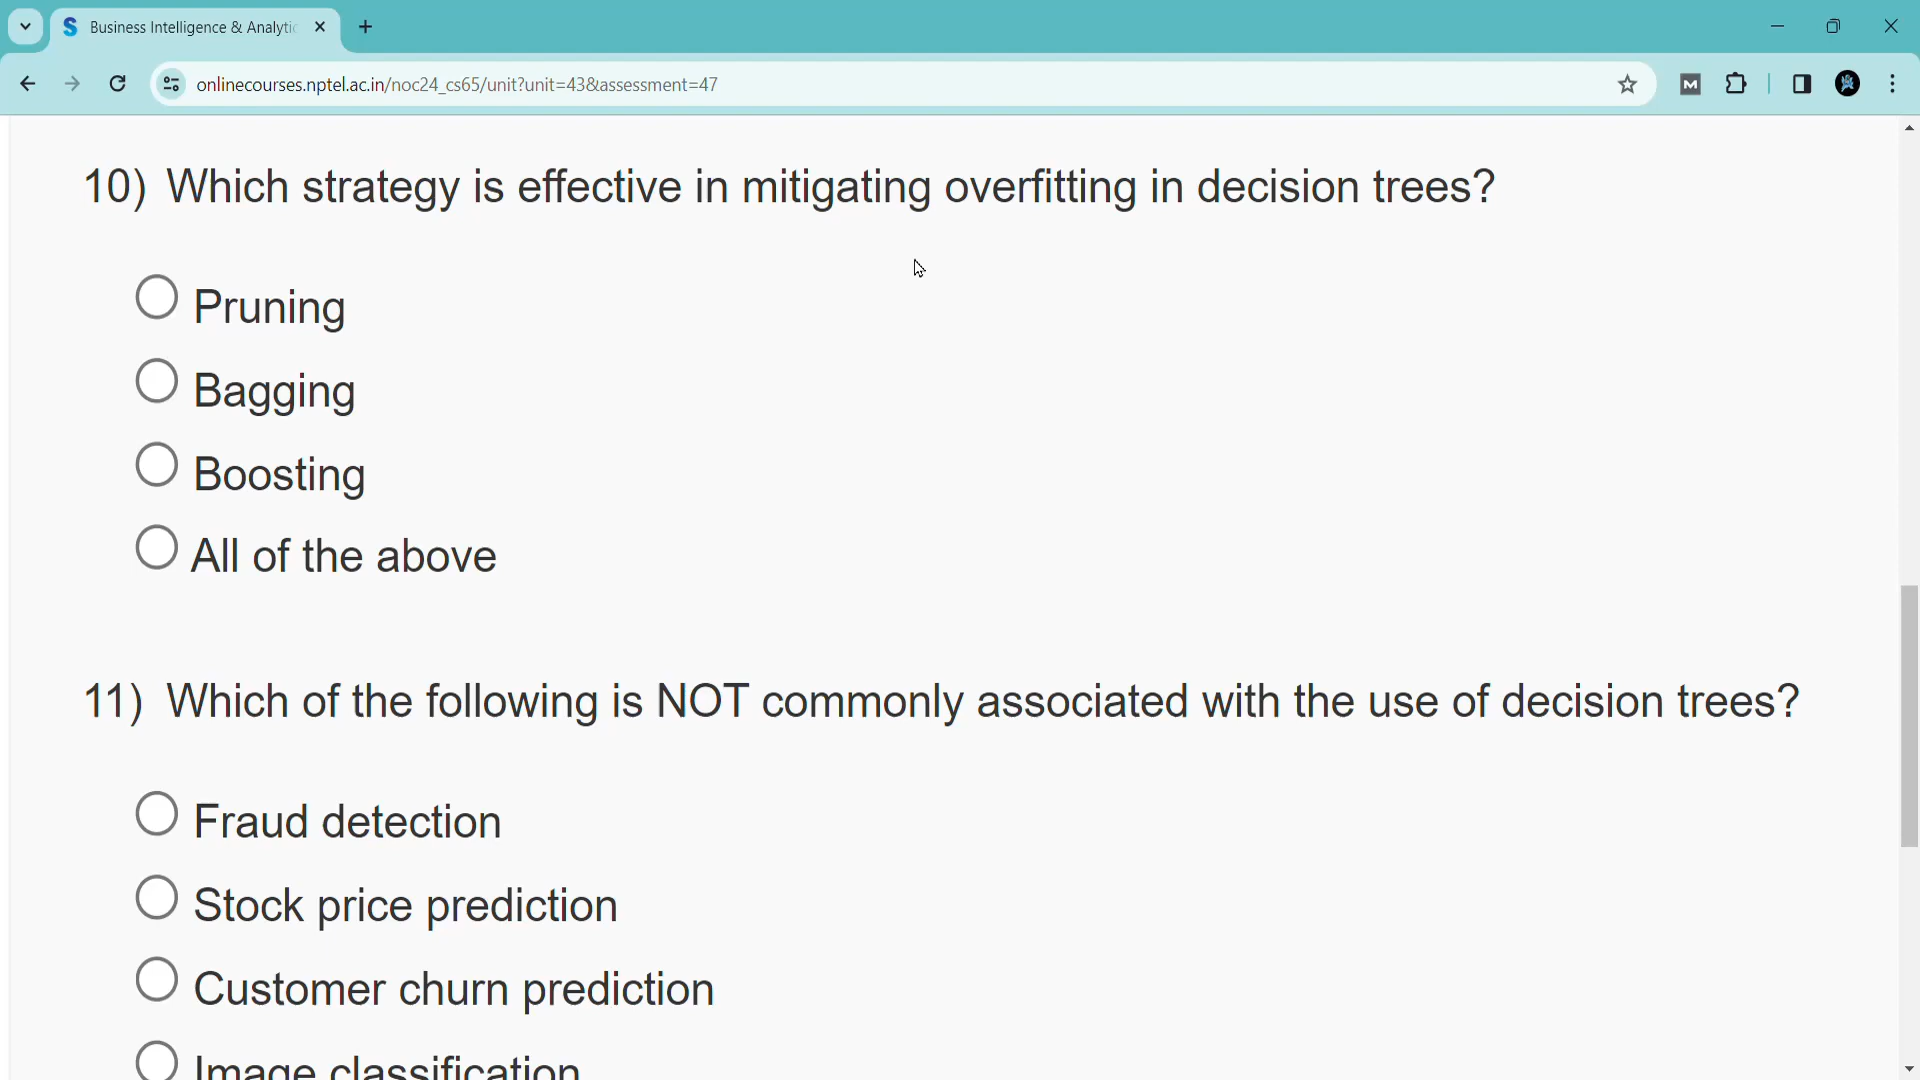 Business Intelligence & Analytic
onlinecourses.nptel.ac.in/noc24_cs65/unit?unit=43&assessment=47
10) Which strategy is effective in mitigating overfitting in decision trees?
Pruning
Bagging
Boosting
All of the above
11) Which of the following is NOT commonly associated with the use of decision trees?
Fraud detection
Stock price prediction
Customer churn prediction
Image classification